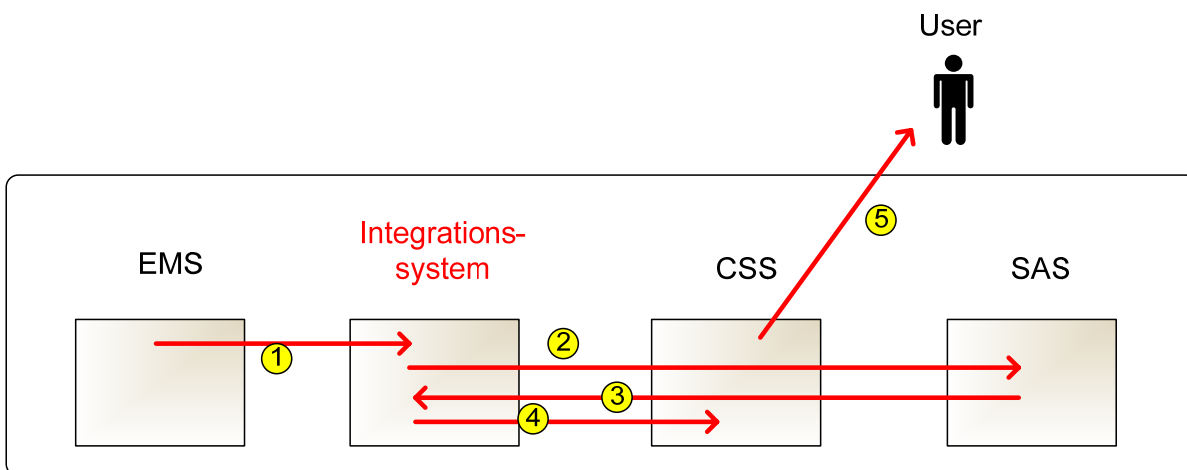 User
5
Integrations-
system
EMS
CSS
SAS
1
2
3
4